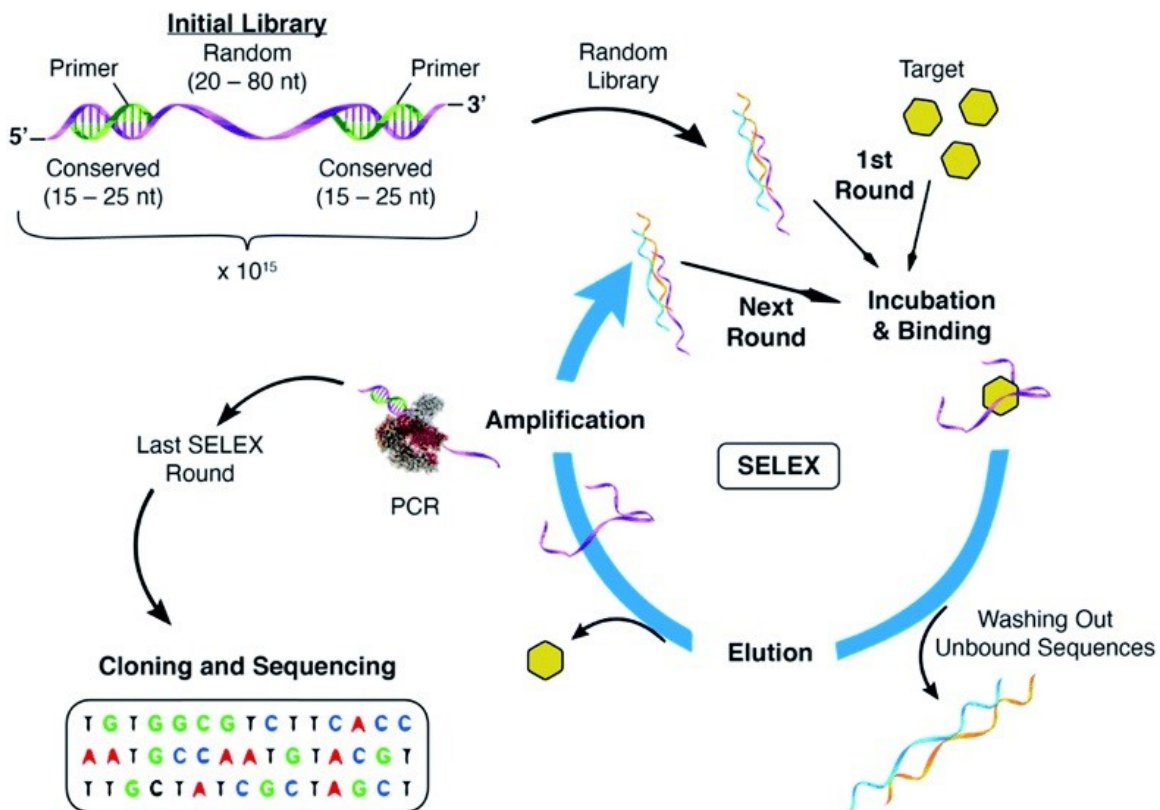 Initial Library
Random
(20 – 80 nt)
Primer
Primer
5’
3’
Conserved
(15 – 25 nt)
Conserved
(15 – 25 nt)
x 10¹⁵
Random
Library
Target
1st
Round
Next
Round
Incubation
& Binding
Amplification
SELEX
Last SELEX
Round
PCR
Washing Out
Unbound Sequences
Elution
Cloning and Sequencing
TGTGGCGTCTTCACC
AATGCCAATGTACGT
TTGCTATCGCTAGCT